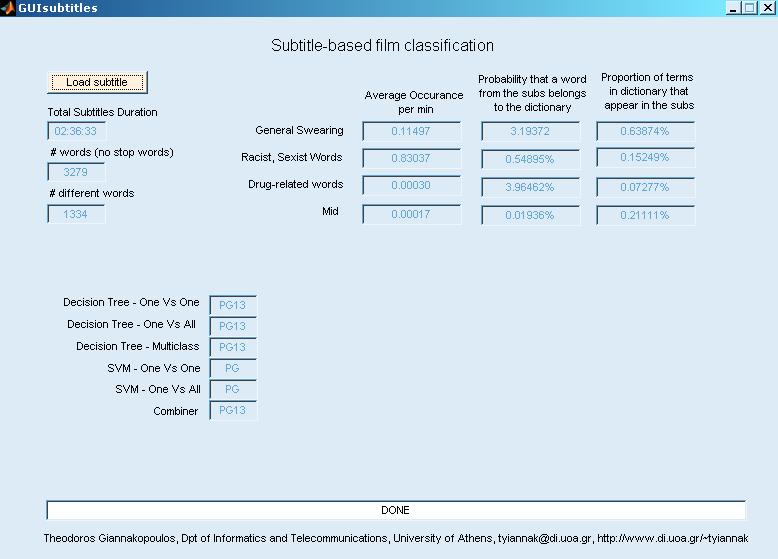 GUIsubtitles
Subtitle-based film classification
Load subtitle
Total Subtitles Duration
02:36:33
# words (no stop words)
3279
# different words
1334
Average Occurance
per min
Probability that a word
from the subs belongs
to the dictionary
Proportion of terms
in dictionary that
appear in the subs
General Swearing 0.11497 3.19372 0.63874%
Racist, Sexist Words 0.83037 0.54895% 0.15249%
Drug-related words 0.00030 3.96462% 0.07277%
Mid 0.00017 0.01936% 0.21111%
Decision Tree - One Vs One PG13
Decision Tree - One Vs All PG13
Decision Tree - Multiclass PG13
SVM - One Vs One PG
SVM - One Vs All PG
Combiner PG13
DONE
Theodoros Giannakopoulos, Dpt of Informatics and Telecommunications, University of Athens, tyiannak@di.uoa.gr, http://www.di.uoa.gr/~tyiannak